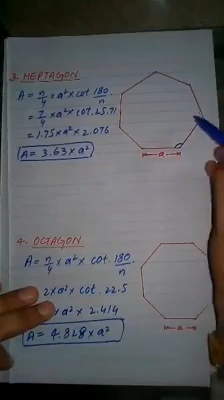 3- HEPTAGON
A = n/4 × a² × cot. 180/n
= 7/4 × a² × cot. 25.71
= 1.75 × a² × 2.076
A = 3.63 × a²
a
4- OCTAGON
A = n/4 × a² × cot 180/n.
2 × a² × cot. 22.5
× a² × 2.414
A = 4.828 × a²
a